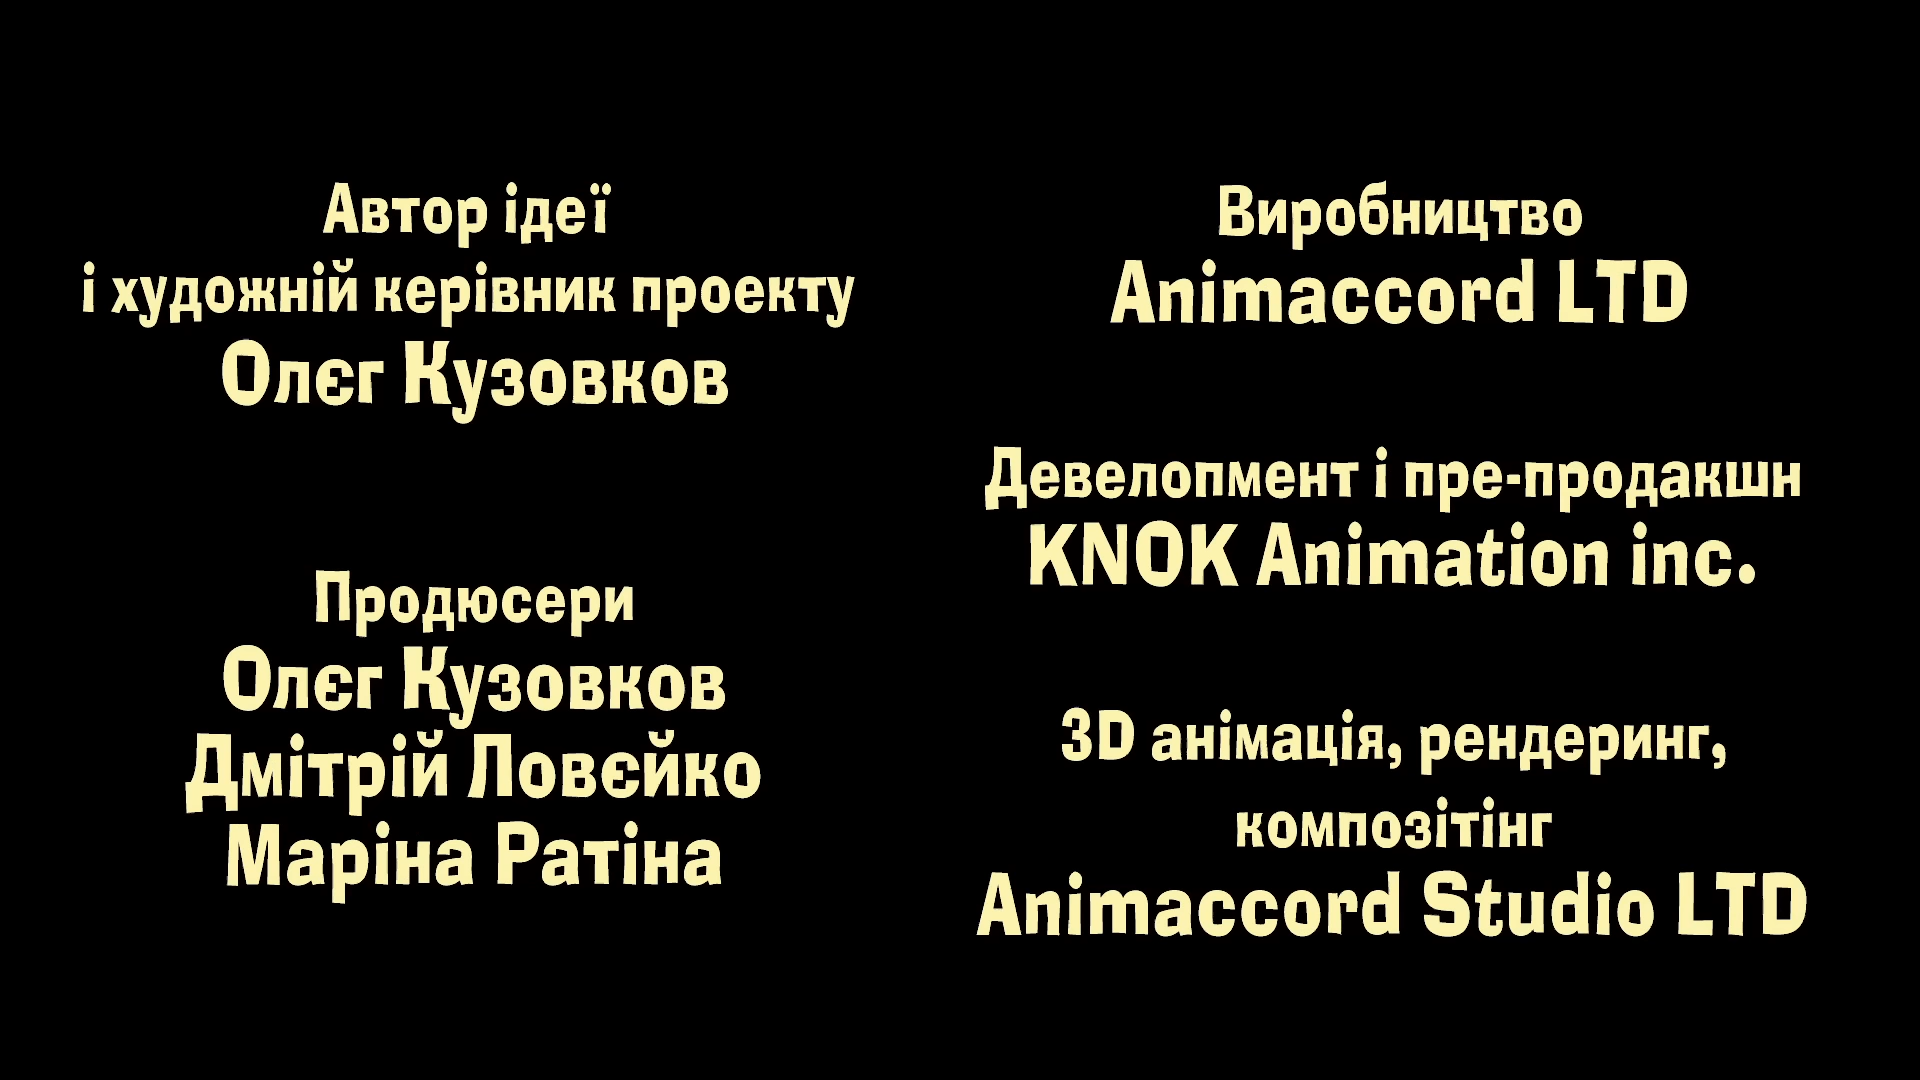 Автор ідеї
і художній керівник проекту
Олєг Кузовков
Продюсери
Олєг Кузовков
Дмітрій Ловєйко
Маріна Ратіна
Виробництво
Animaccord LTD
Девелопмент і пре-продакшн
KNOK Animation inc.
3D анімація, рендеринг,
композітінг
Animaccord Studio LTD